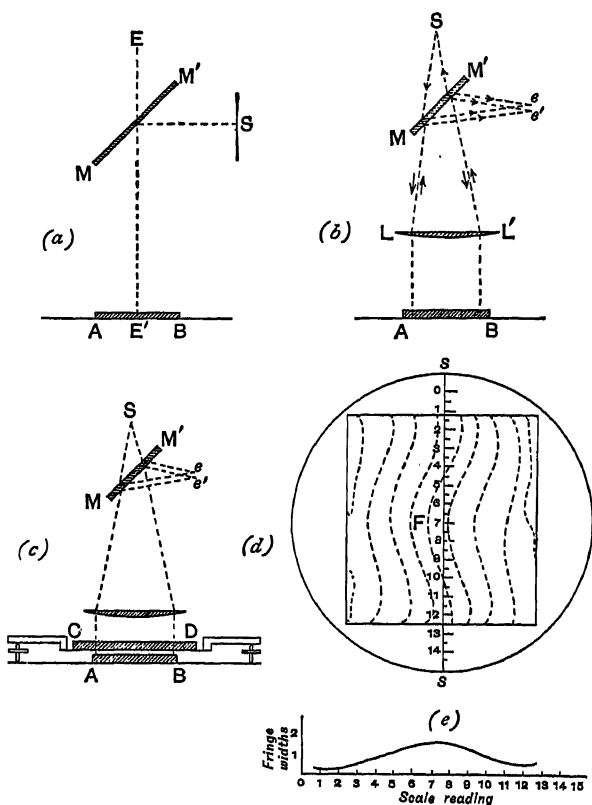 E
M'
S
M
(a)
A E' B
S
M'
e
e'
M
(b)
L L'
A B
S
M'
e
e'
M
(c)
C D
A B
(d)
S
0
1
2
3
4
5
6
F 7
8
9
10
11
12
13
14
S
(e)
Fringe widths
2
1
0 1 2 3 4 5 6 7 8 9 10 11 12 13 14 15
Scale reading